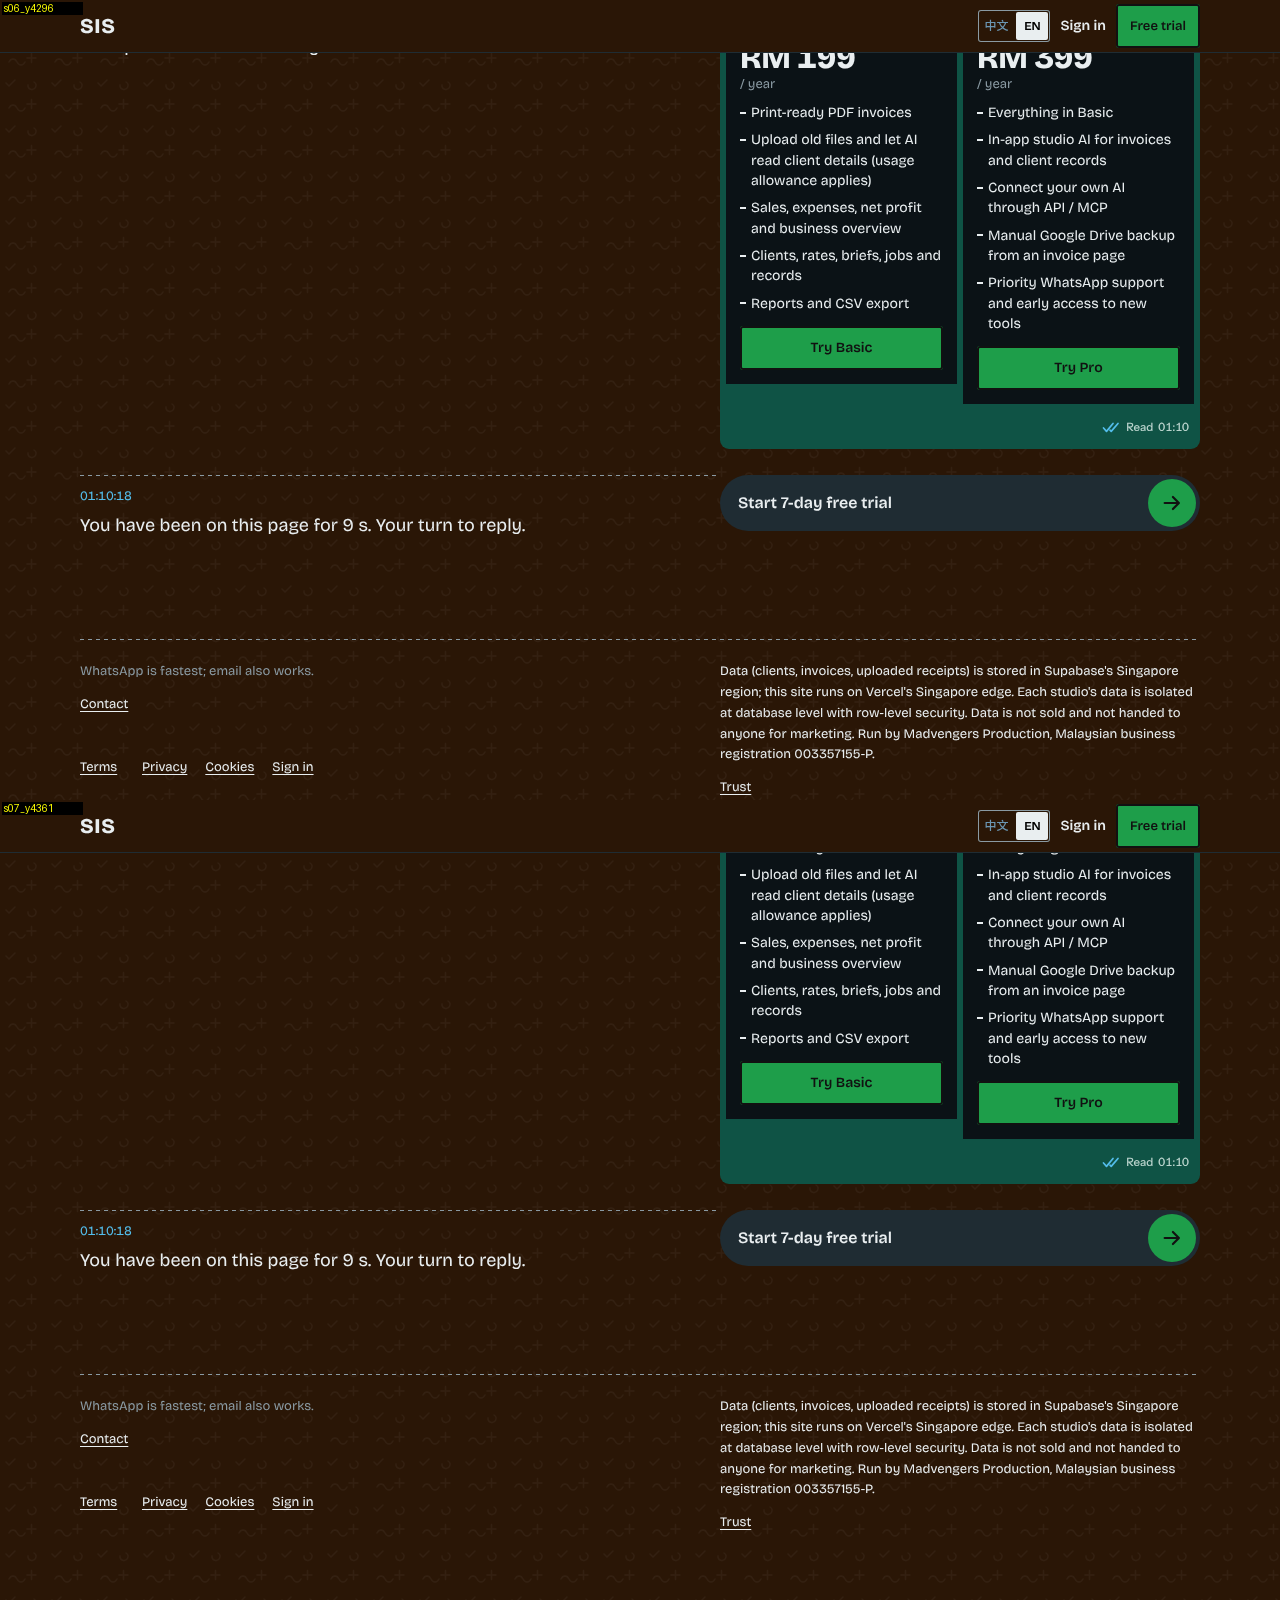 s06_y4296
SIS
中文
EN
Sign in
Free trial
RM 199
/ year
Print-ready PDF invoices
Upload old files and let AI
read client details (usage
allowance applies)
Sales, expenses, net profit
and business overview
Clients, rates, briefs, jobs and
records
Reports and CSV export
Try Basic
RM 399
/ year
Everything in Basic
In-app studio AI for invoices
and client records
Connect your own AI
through API / MCP
Manual Google Drive backup
from an invoice page
Priority WhatsApp support
and early access to new
tools
Try Pro
Read 01:10
01:10:18
You have been on this page for 9 s. Your turn to reply.
Start 7-day free trial
WhatsApp is fastest; email also works.
Contact
Terms Privacy Cookies Sign in
Data (clients, invoices, uploaded receipts) is stored in Supabase's Singapore
region; this site runs on Vercel's Singapore edge. Each studio's data is isolated
at database level with row-level security. Data is not sold and not handed to
anyone for marketing. Run by Madvengers Production, Malaysian business
registration 003357155-P.
Trust
s07_y4361
SIS
中文
EN
Sign in
Free trial
Upload old files and let AI
read client details (usage
allowance applies)
Sales, expenses, net profit
and business overview
Clients, rates, briefs, jobs and
records
Reports and CSV export
Try Basic
In-app studio AI for invoices
and client records
Connect your own AI
through API / MCP
Manual Google Drive backup
from an invoice page
Priority WhatsApp support
and early access to new
tools
Try Pro
Read 01:10
01:10:18
You have been on this page for 9 s. Your turn to reply.
Start 7-day free trial
WhatsApp is fastest; email also works.
Contact
Terms Privacy Cookies Sign in
Data (clients, invoices, uploaded receipts) is stored in Supabase's Singapore
region; this site runs on Vercel's Singapore edge. Each studio's data is isolated
at database level with row-level security. Data is not sold and not handed to
anyone for marketing. Run by Madvengers Production, Malaysian business
registration 003357155-P.
Trust